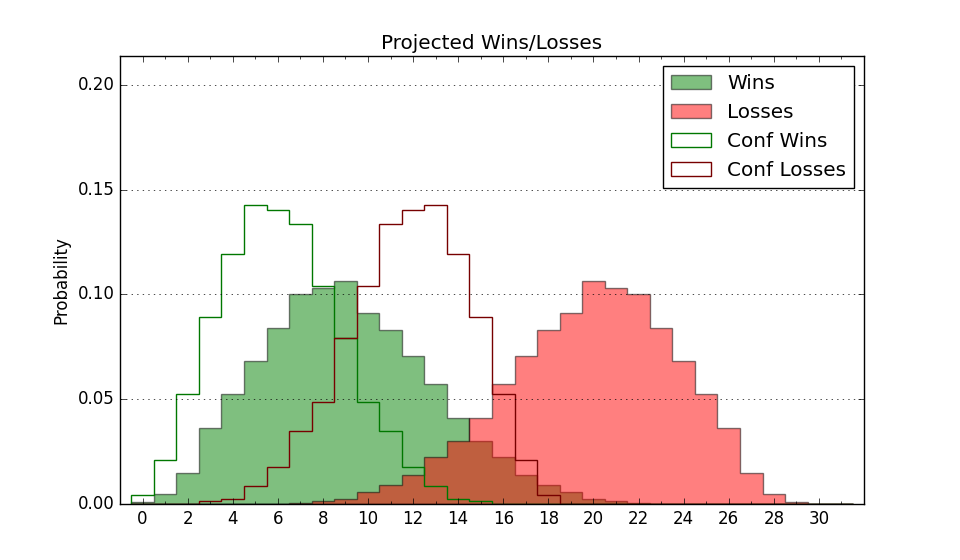 Projected Wins/Losses
0.20
0.15
0.10
0.05
0.00
Probability
Wins
Losses
Conf Wins
Conf Losses
0 2 4 6 8 10 12 14 16 18 20 22 24 26 28 30